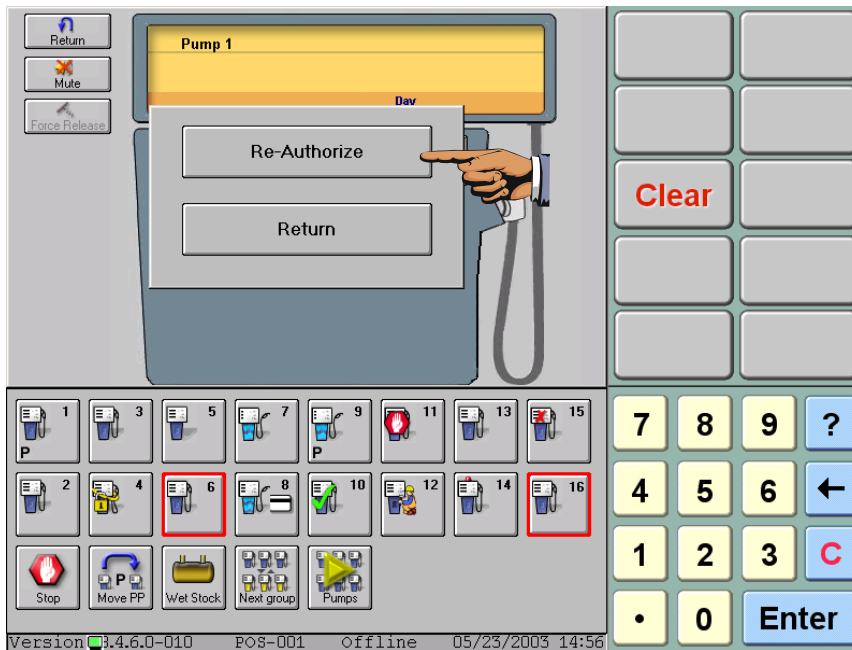 Return
Mute
Force Release
Pump 1
Day
Re-Authorize
Return
Clear
1 P
3
5
7
9 P
11
13
15
2
4
6
8
10
12
14
16
Stop
P
Move PP
Wet Stock
Next group
Pumps
7 8 9 ?
4 5 6 ←
1 2 3 C
. 0 Enter
Version 3.4.6.0-010 POS-001 Offline 05/23/2003 14:56